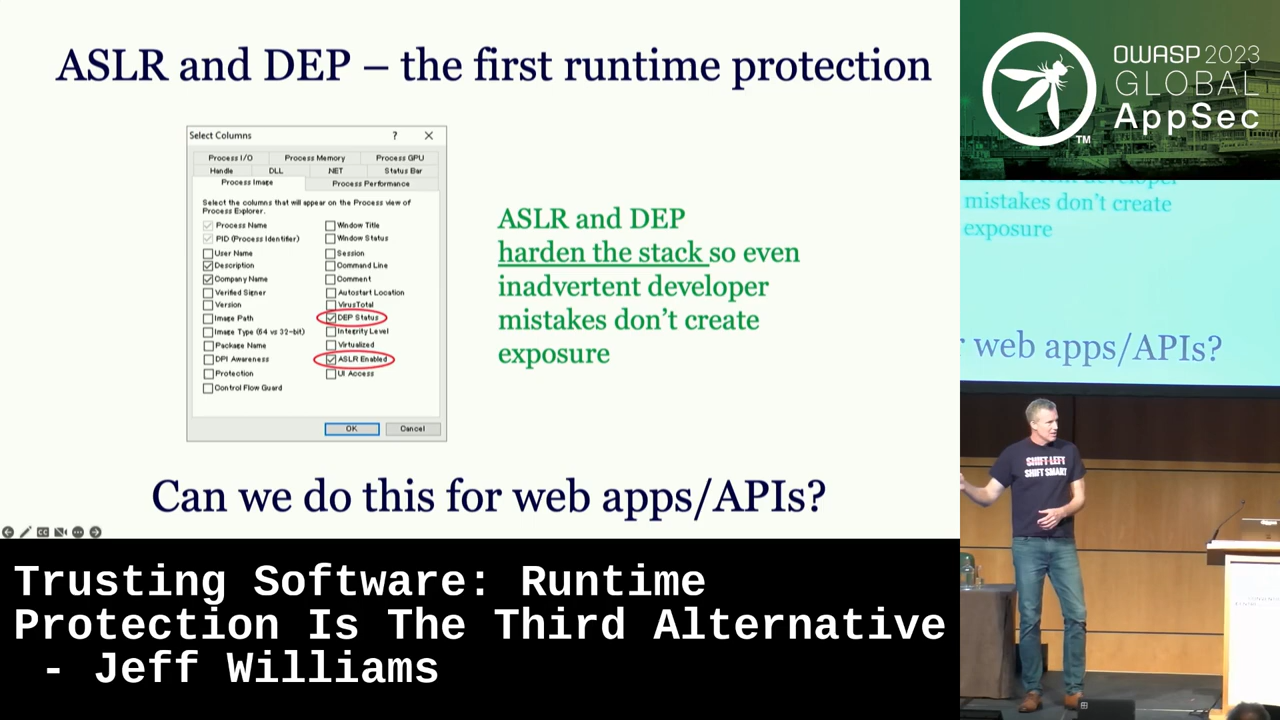 ASLR and DEP – the first runtime protection
Select Columns
?
Process I/O
Process Memory
Process GPU
Handle
DLL
.NET
Status Bar
Process Image
Process Performance
Select the columns that will appear on the Process view of
Process Explorer.
Process Name
PID (Process Identifier)
User Name
Description
Company Name
Verified Signer
Version
Image Path
Image Type (64 vs 32-bit)
Package Name
DPI Awareness
Protection
Control Flow Guard
Window Title
Window Status
Session
Command Line
Comment
Autostart Location
VirusTotal
DEP Status
Integrity Level
Virtualized
ASLR Enabled
UI Access
OK
Cancel
ASLR and DEP
harden the stack so even
inadvertent developer
mistakes don't create
exposure
Can we do this for web apps/APIs?
Trusting Software: Runtime
Protection Is The Third Alternative
- Jeff Williams
OWASP 2023
GLOBAL
AppSec
TM
mistakes don't create
exposure
web apps/APIs?
SHIFT LEFT
SHIFT SMART